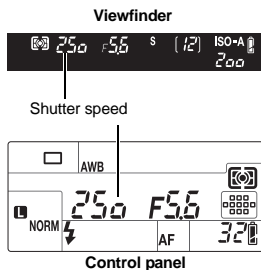 Viewfinder
250 F5.6 S [12] ISO-A
200
Shutter speed
AWB
L 250 F5.6
NORM AF 32
Control panel